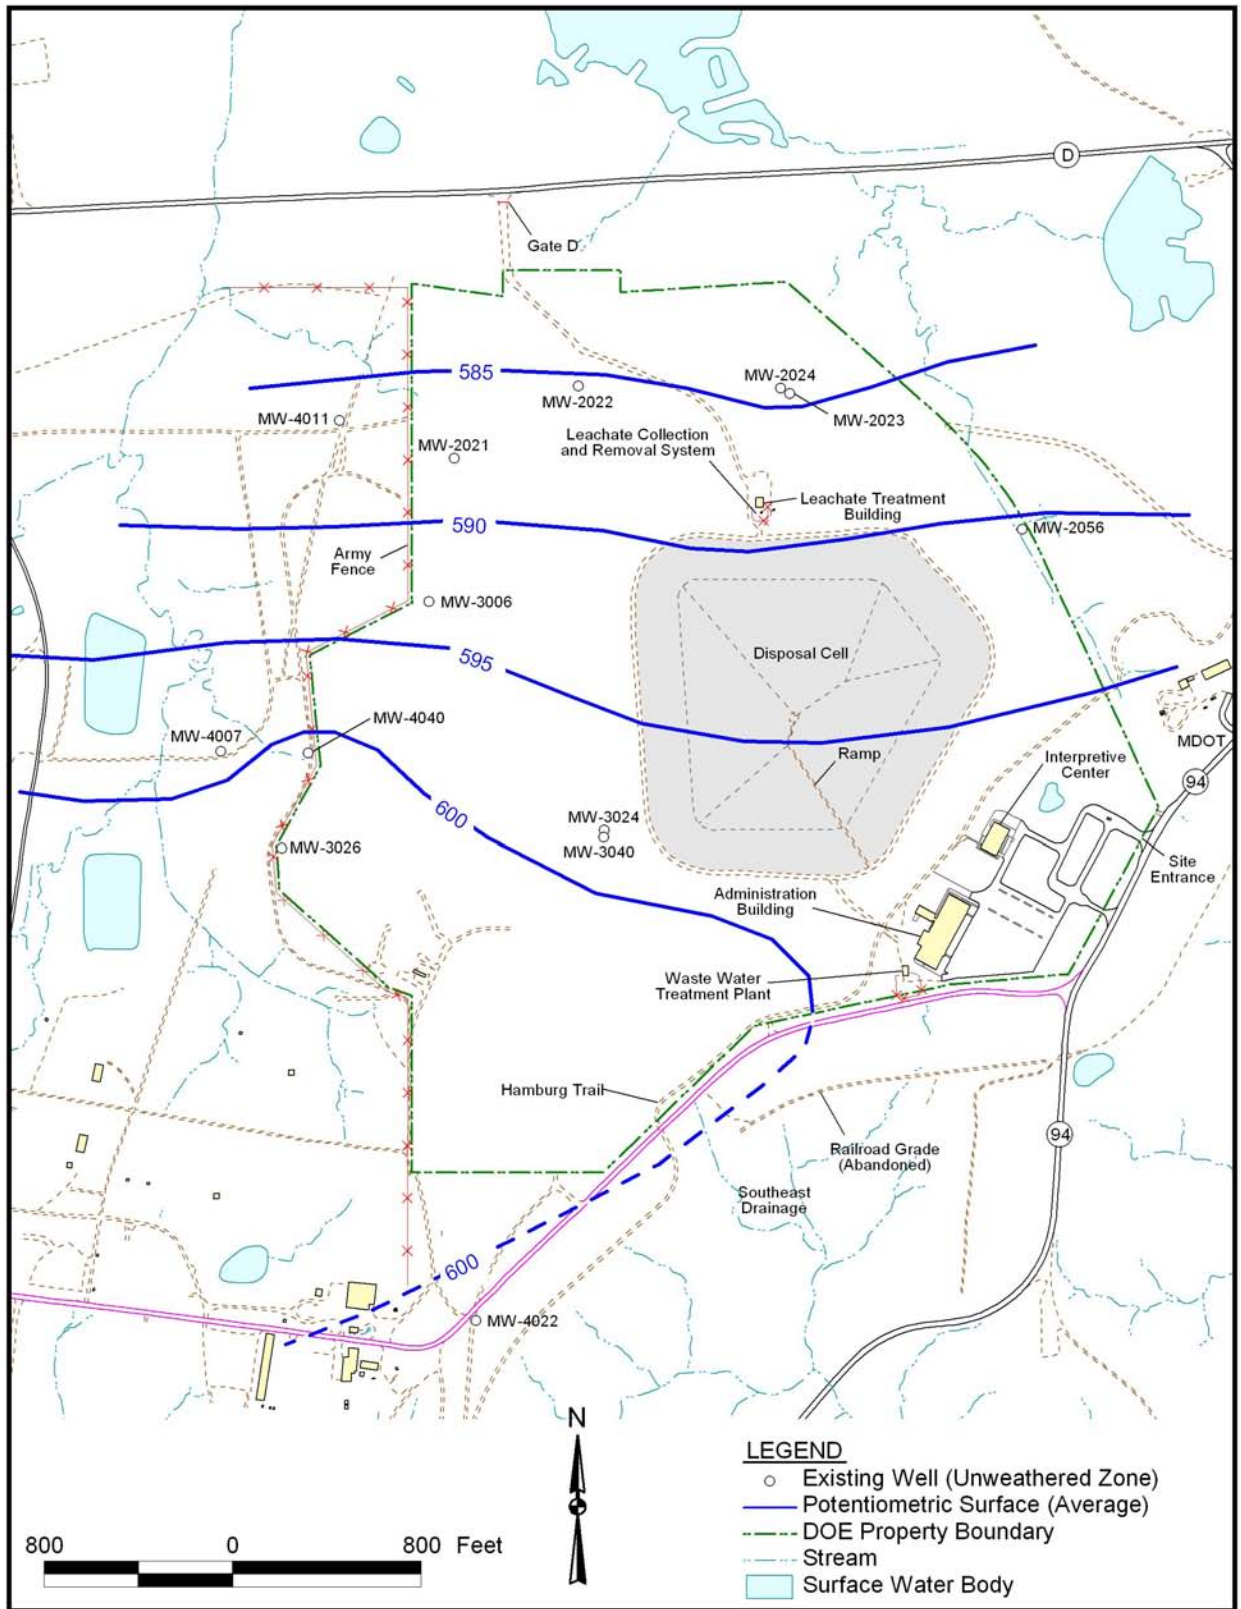 D
Gate D
585
MW-2024
MW-2022
MW-2023
MW-4011
MW-2021
Leachate Collection
and Removal System
Leachate Treatment
Building
590
MW-2056
Army
Fence
MW-3006
595
Disposal Cell
MW-4040
MW-4007
MDOT
Ramp
Interpretive
Center
94
600
MW-3024
MW-3040
MW-3026
Site
Entrance
Administration
Building
Waste Water
Treatment Plant
Hamburg Trail
Railroad Grade
(Abandoned)
94
Southeast
Drainage
600
MW-4022
N
LEGEND
Existing Well (Unweathered Zone)
Potentiometric Surface (Average)
DOE Property Boundary
Stream
Surface Water Body
800 0 800 Feet